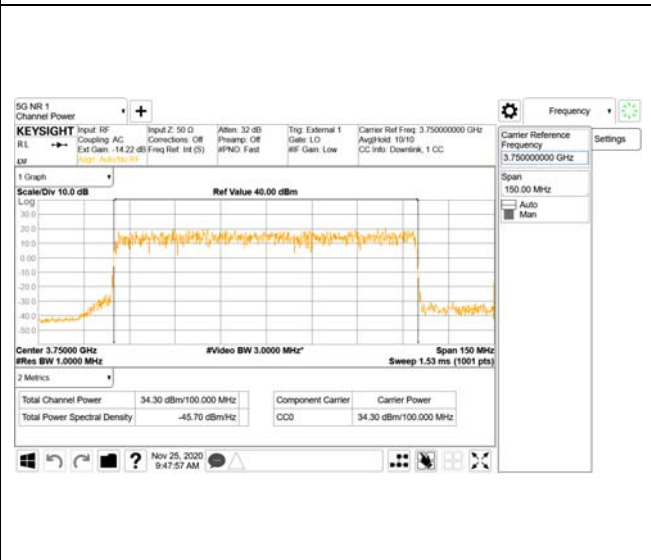 5G NR 1
Channel Power
Frequency
KEYSIGHT
Input: RF
Input Z: 50 Ω
Atten: 32 dB
Trig: External 1
Carrier Ref Freq: 3.750000000 GHz
RL
Coupling: AC
Corrections: Off
Preamp: Off
Gate: LO
Avg|Hold: 10/10
Ext Gain: -14.22 dB
Freq Ref: Int (S)
#PNO: Fast
#IF Gain: Low
CC Info: Downlink, 1 CC
Align: Auto/No RF
Carrier Reference
Frequency
3.750000000 GHz
Settings
Span
150.00 MHz
Auto
Man
1 Graph
Scale/Div 10.0 dB
Ref Value 40.00 dBm
Log
30.0
20.0
10.0
0.00
-10.0
-20.0
-30.0
-40.0
-50.0
Center 3.75000 GHz
#Video BW 3.0000 MHz*
Span 150 MHz
#Res BW 1.0000 MHz
Sweep 1.53 ms (1001 pts)
2 Metrics
Total Channel Power 34.30 dBm/100.000 MHz
Total Power Spectral Density -45.70 dBm/Hz
Component Carrier Carrier Power
CC0 34.30 dBm/100.000 MHz
Nov 25, 2020
9:47:57 AM